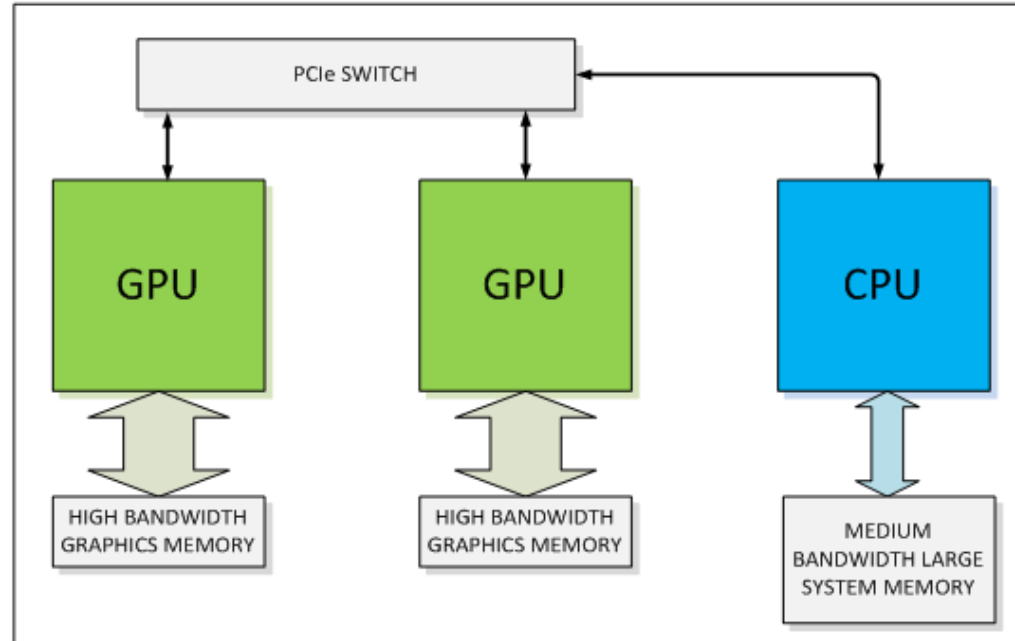 PCIe SWITCH
GPU
GPU
CPU
HIGH BANDWIDTH
GRAPHICS MEMORY
HIGH BANDWIDTH
GRAPHICS MEMORY
MEDIUM
BANDWIDTH LARGE
SYSTEM MEMORY